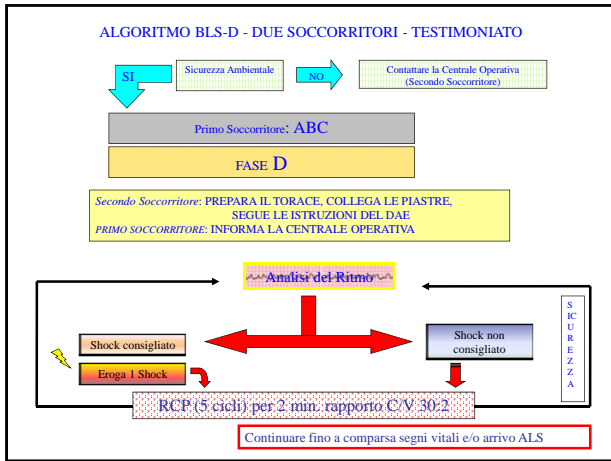 ALGORITMO BLS-D - DUE SOCCORRITORI - TESTIMONIATO
SI
Sicurezza Ambientale
NO
Contattare la Centrale Operativa
(Secondo Soccorritore)
Primo Soccorritore: ABC
FASE D
Secondo Soccorritore: PREPARA IL TORACE, COLLEGA LE PIASTRE,
SEGUE LE ISTRUZIONI DEL DAE
PRIMO SOCCORRITORE: INFORMA LA CENTRALE OPERATIVA
Analisi del Ritmo
Shock consigliato
Eroga 1 Shock
Shock non
consigliato
S
IC
U
R
E
Z
Z
A
RCP (5 cicli) per 2 min. rapporto C/V 30:2
Continuare fino a comparsa segni vitali e/o arrivo ALS